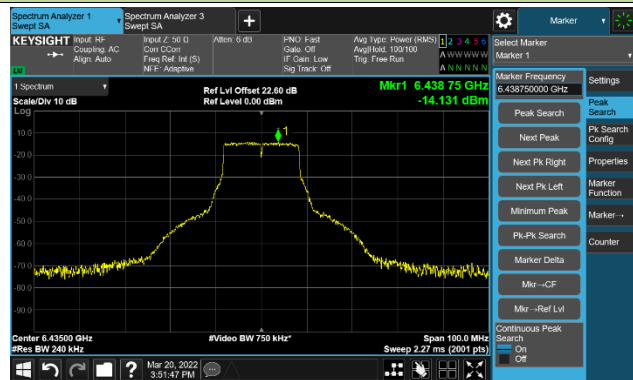 Spectrum Analyzer 1
Swept SA
Spectrum Analyzer 3
Swept SA
Marker
KEYSIGHT
Input: RF
Coupling: AC
Align: Auto
Input Z: 50 Ω
Corr CCorr
Freq Ref: Int (S)
NFE: Adaptive
Atten: 6 dB
PNO: Fast
Gate: Off
IF Gain: Low
Sig Track: Off
Avg Type: Power (RMS)
Avg|Hold: 100/100
Trig: Free Run
1 2 3 4 5 6
A W W W W W
A N N N N N
Select Marker
Marker 1
1 Spectrum
Scale/Div 10 dB
Ref Lvl Offset 22.60 dB
Ref Level 0.00 dBm
Mkr1 6.438 75 GHz
-14.131 dBm
Log
-10.0
-20.0
-30.0
-40.0
-50.0
-60.0
-70.0
-80.0
-90.0
1
Center 6.43500 GHz
#Res BW 240 kHz
#Video BW 750 kHz*
Span 100.0 MHz
Sweep 2.27 ms (2001 pts)
Marker Frequency
6.438750000 GHz
Peak Search
Next Peak
Next Pk Right
Next Pk Left
Minimum Peak
Pk-Pk Search
Marker Delta
Mkr→CF
Mkr→Ref Lvl
Continuous Peak
Search
On
Off
Settings
Peak
Search
Pk Search
Config
Properties
Marker
Function
Marker→
Counter
Mar 20, 2022
3:51:47 PM